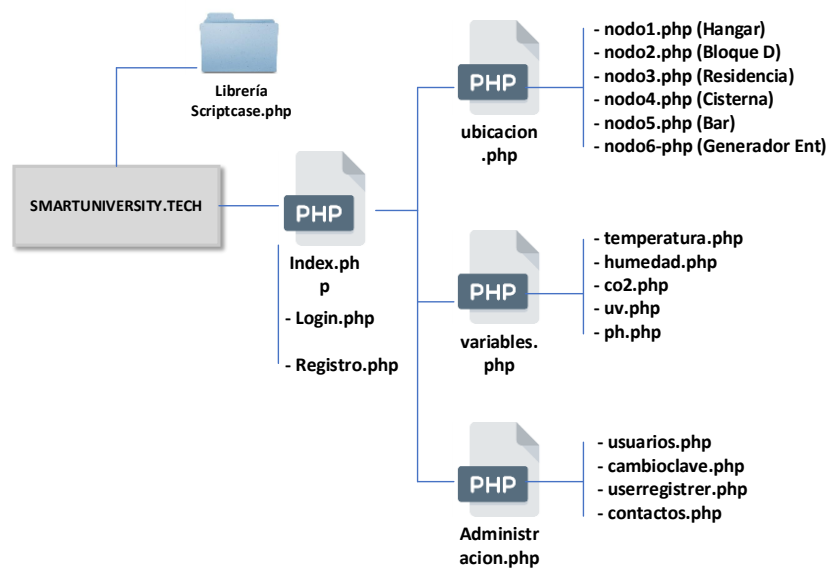 Librería
Scriptcase.php
SMARTUNIVERSITY.TECH
PHP
Index.ph
p
- Login.php
- Registro.php
PHP
ubicacion
.php
- nodo1.php (Hangar)
- nodo2.php (Bloque D)
- nodo3.php (Residencia)
- nodo4.php (Cisterna)
- nodo5.php (Bar)
- nodo6-php (Generador Ent)
PHP
variables.
php
- temperatura.php
- humedad.php
- co2.php
- uv.php
- ph.php
PHP
Administr
acion.php
- usuarios.php
- cambioclave.php
- userregistrer.php
- contactos.php